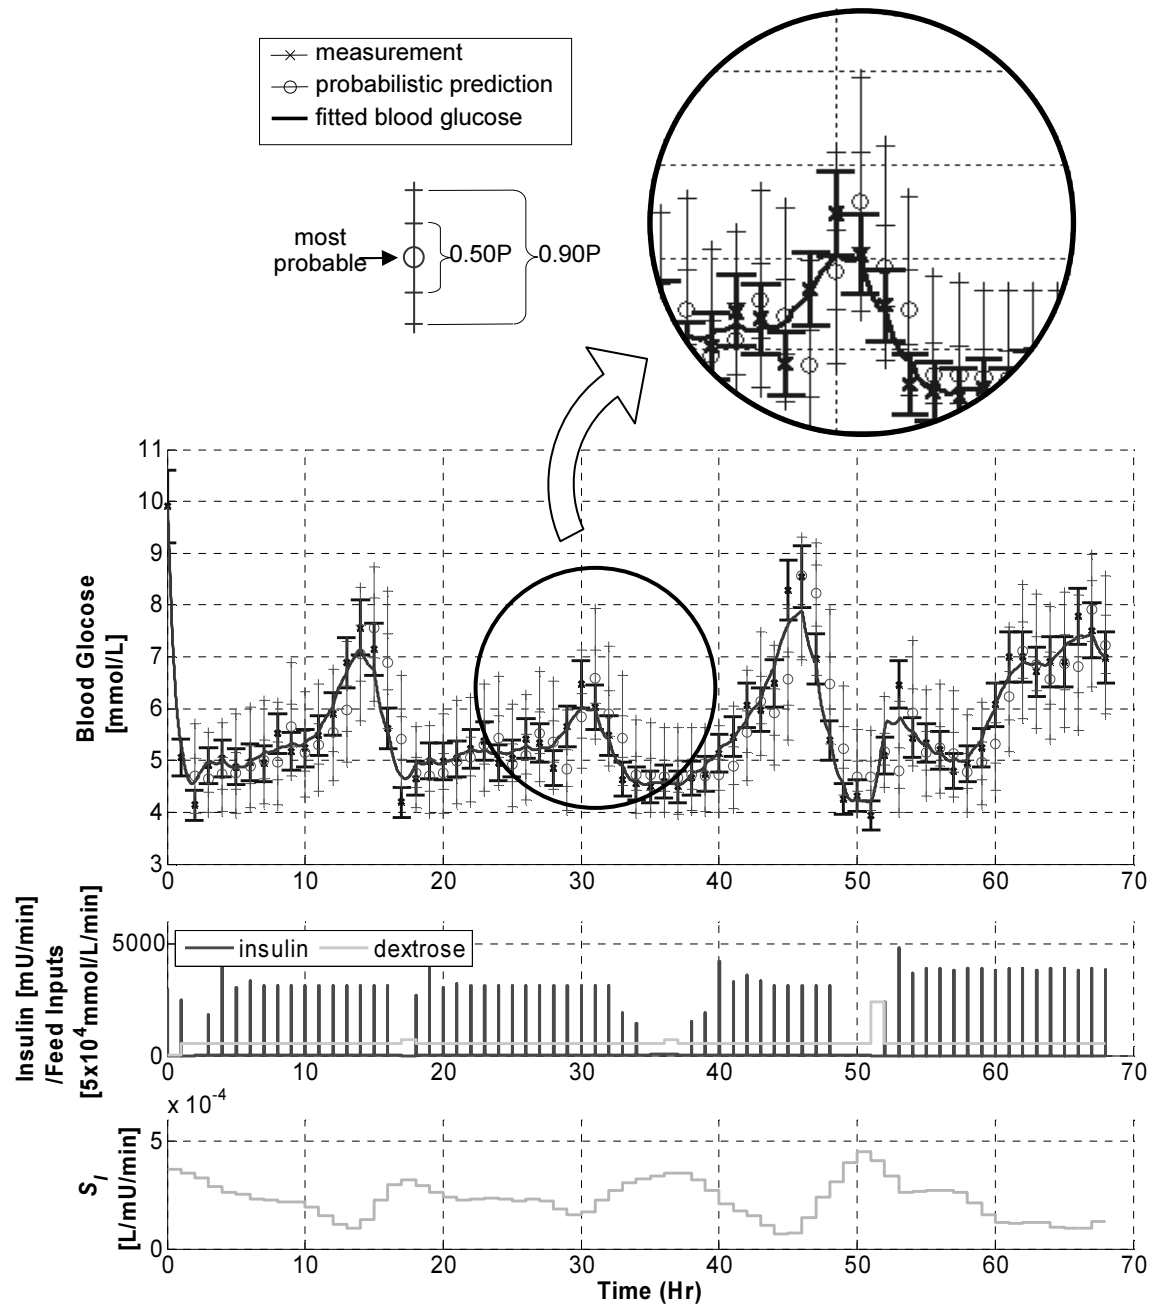 measurement
probabilistic prediction
fitted blood glucose
most
probable
0.50P
0.90P
11
10
9
8
7
6
5
4
3
Blood Glocose
[mmol/L]
0 10 20 30 40 50 60 70
Insulin [mU/min]
/Feed Inputs
[5x10⁴mmol/L/min]
5000
0
insulin dextrose
0 10 20 30 40 50 60 70
x 10⁻⁴
5
0
S_I
[L/mU/min]
0 10 20 30 40 50 60 70
Time (Hr)